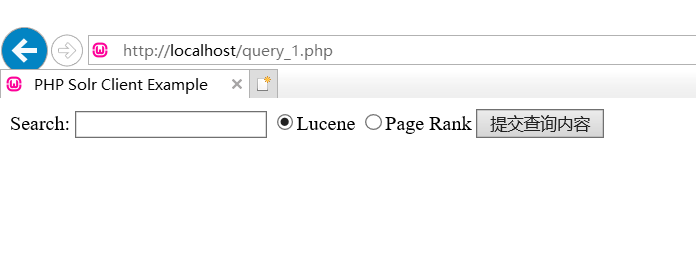 http://localhost/query_1.php
PHP Solr Client Example
Search: Lucene Page Rank 提交查询内容